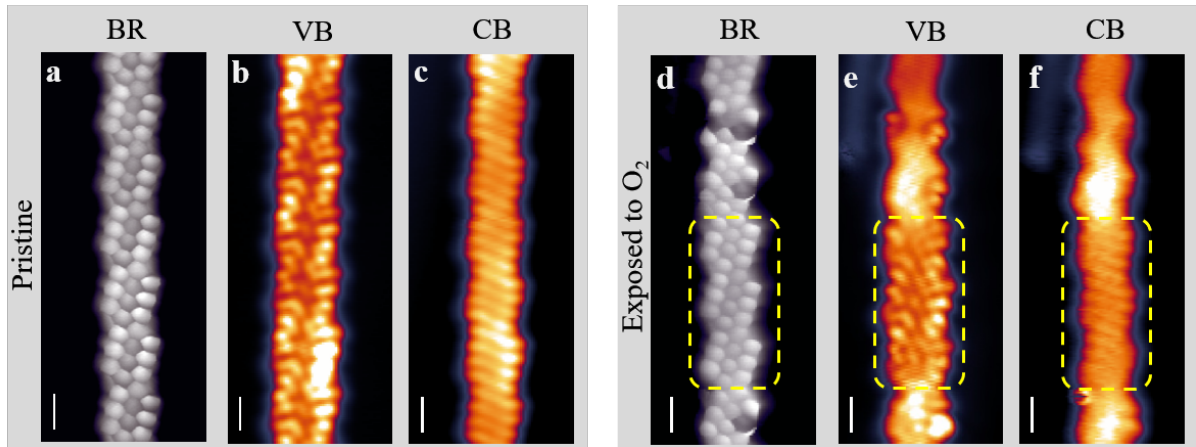 BR VB CB
a b c
Pristine
BR VB CB
d e f
Exposed to O₂